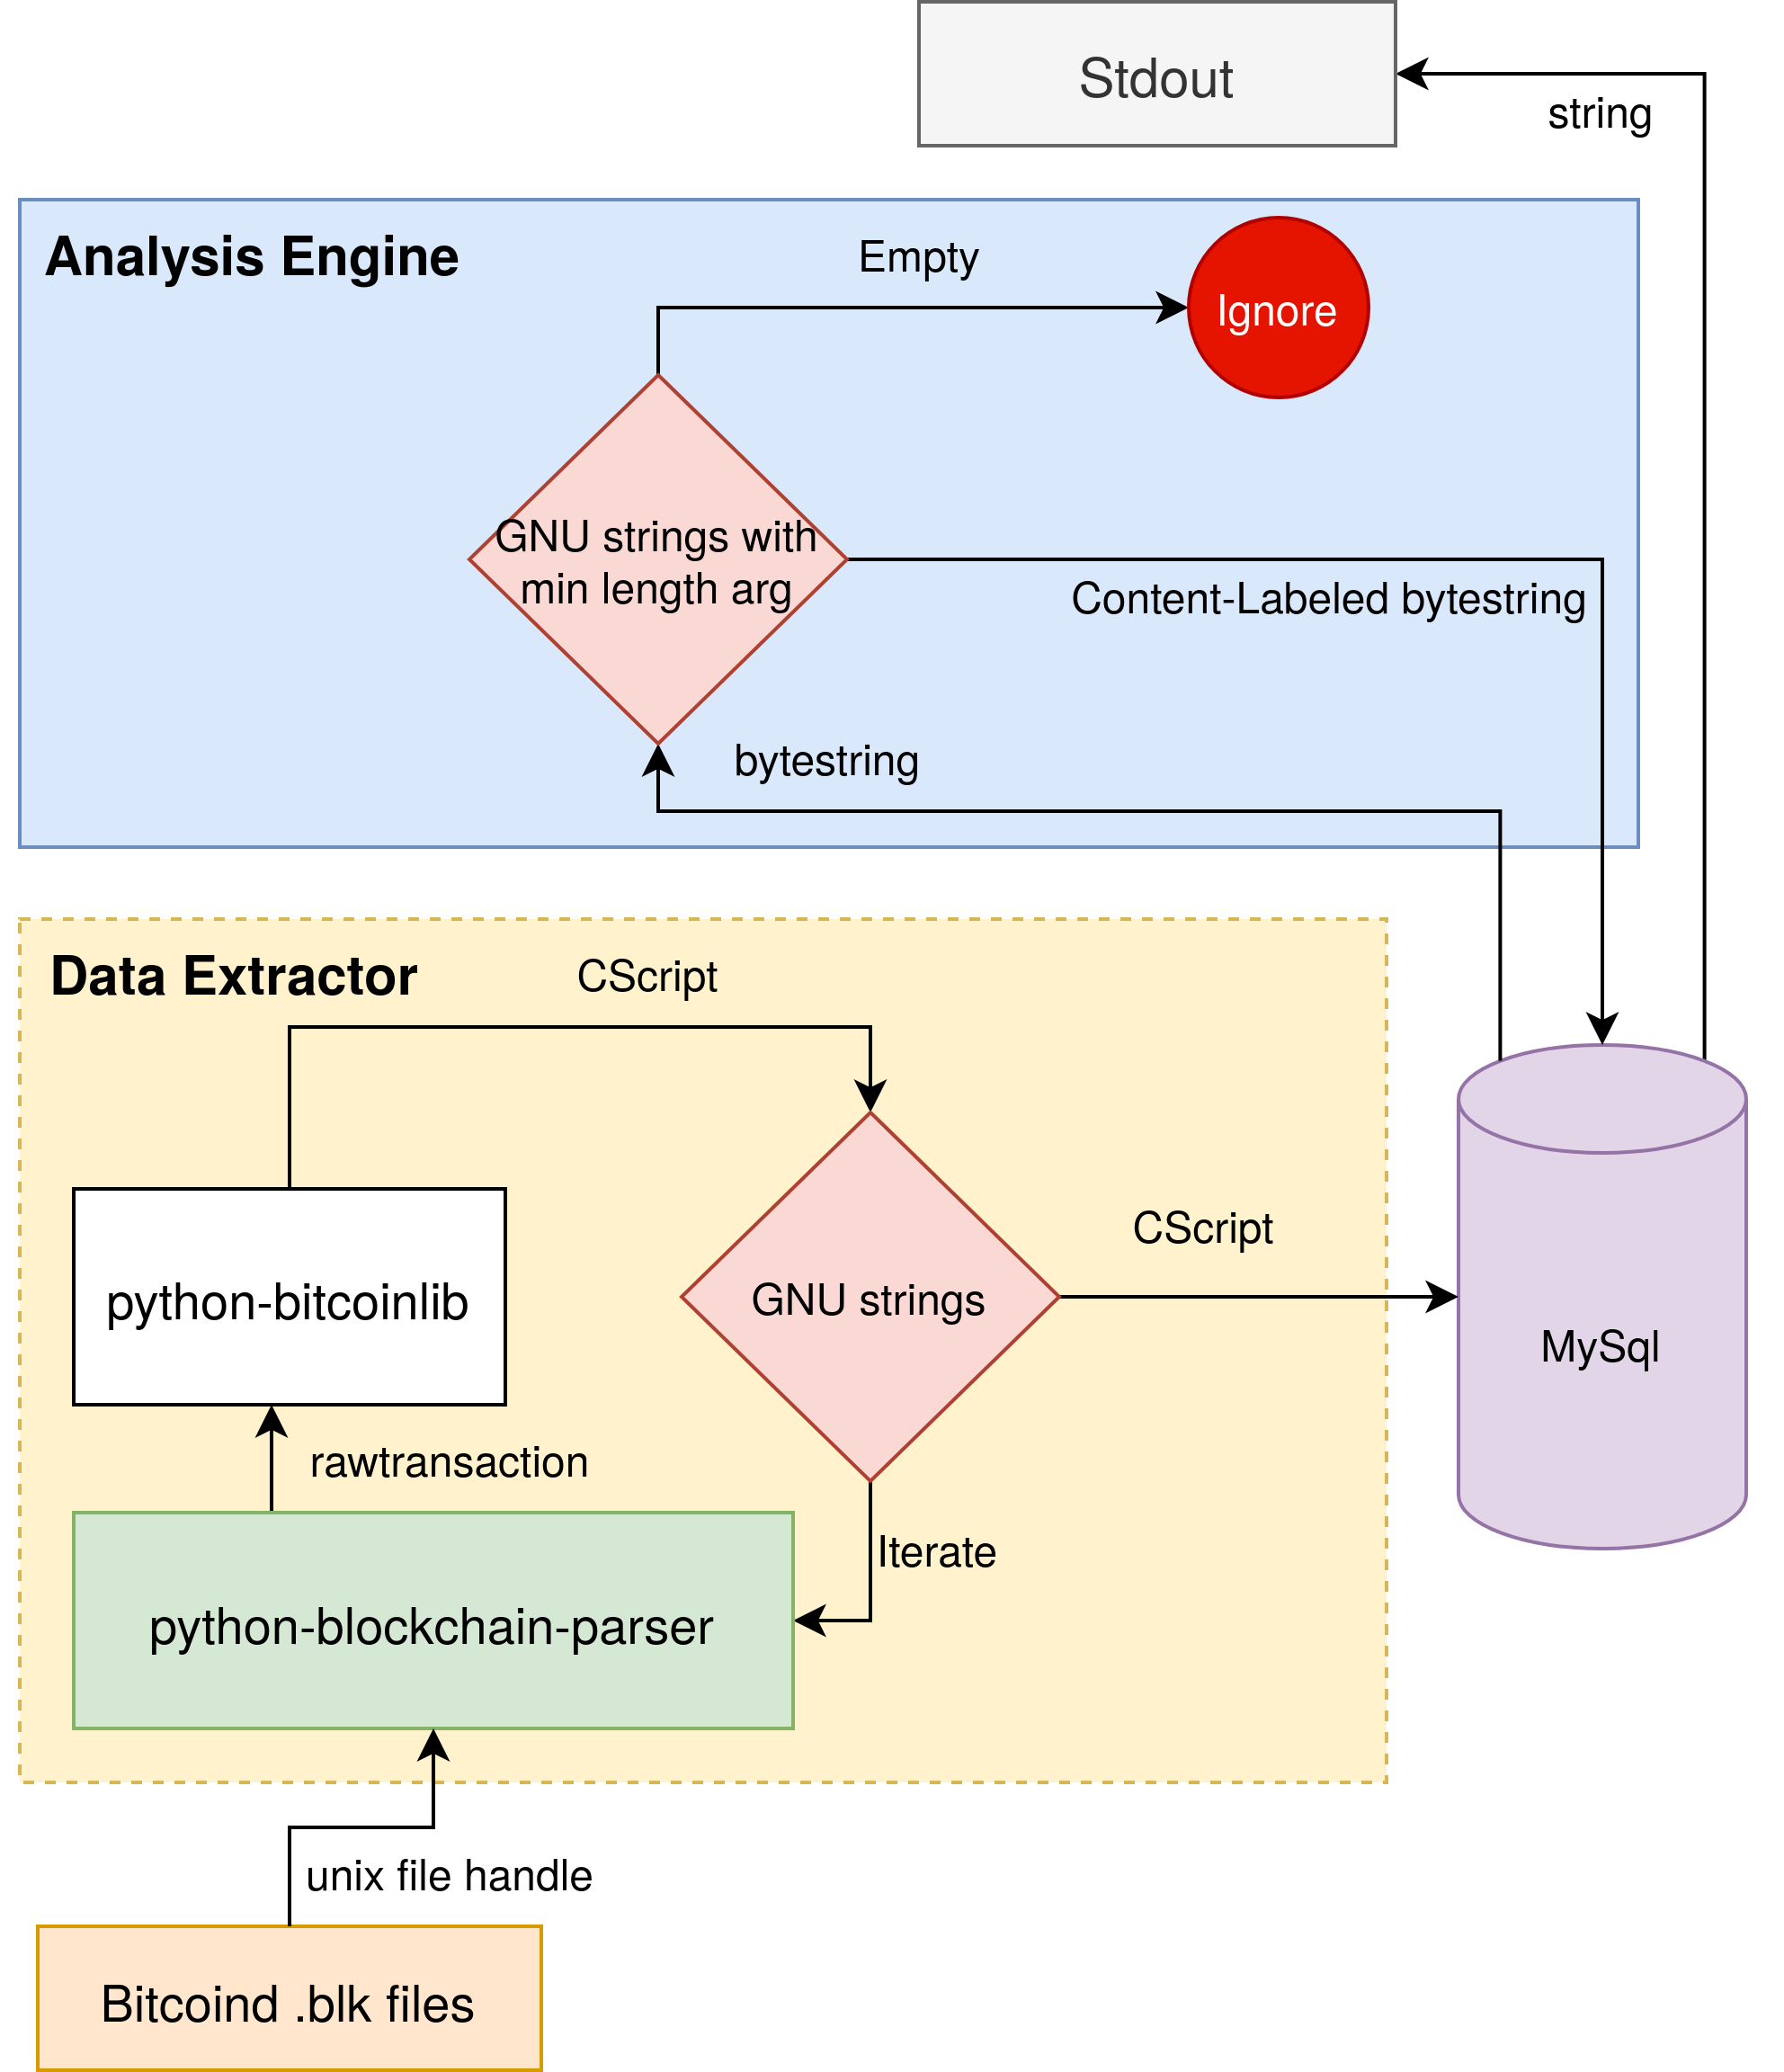 Stdout
string
Analysis Engine
Empty
Ignore
GNU strings with
min length arg
Content-Labeled bytestring
bytestring
Data Extractor
CScript
python-bitcoinlib
GNU strings
CScript
MySql
rawtransaction
Iterate
python-blockchain-parser
unix file handle
Bitcoind .blk files